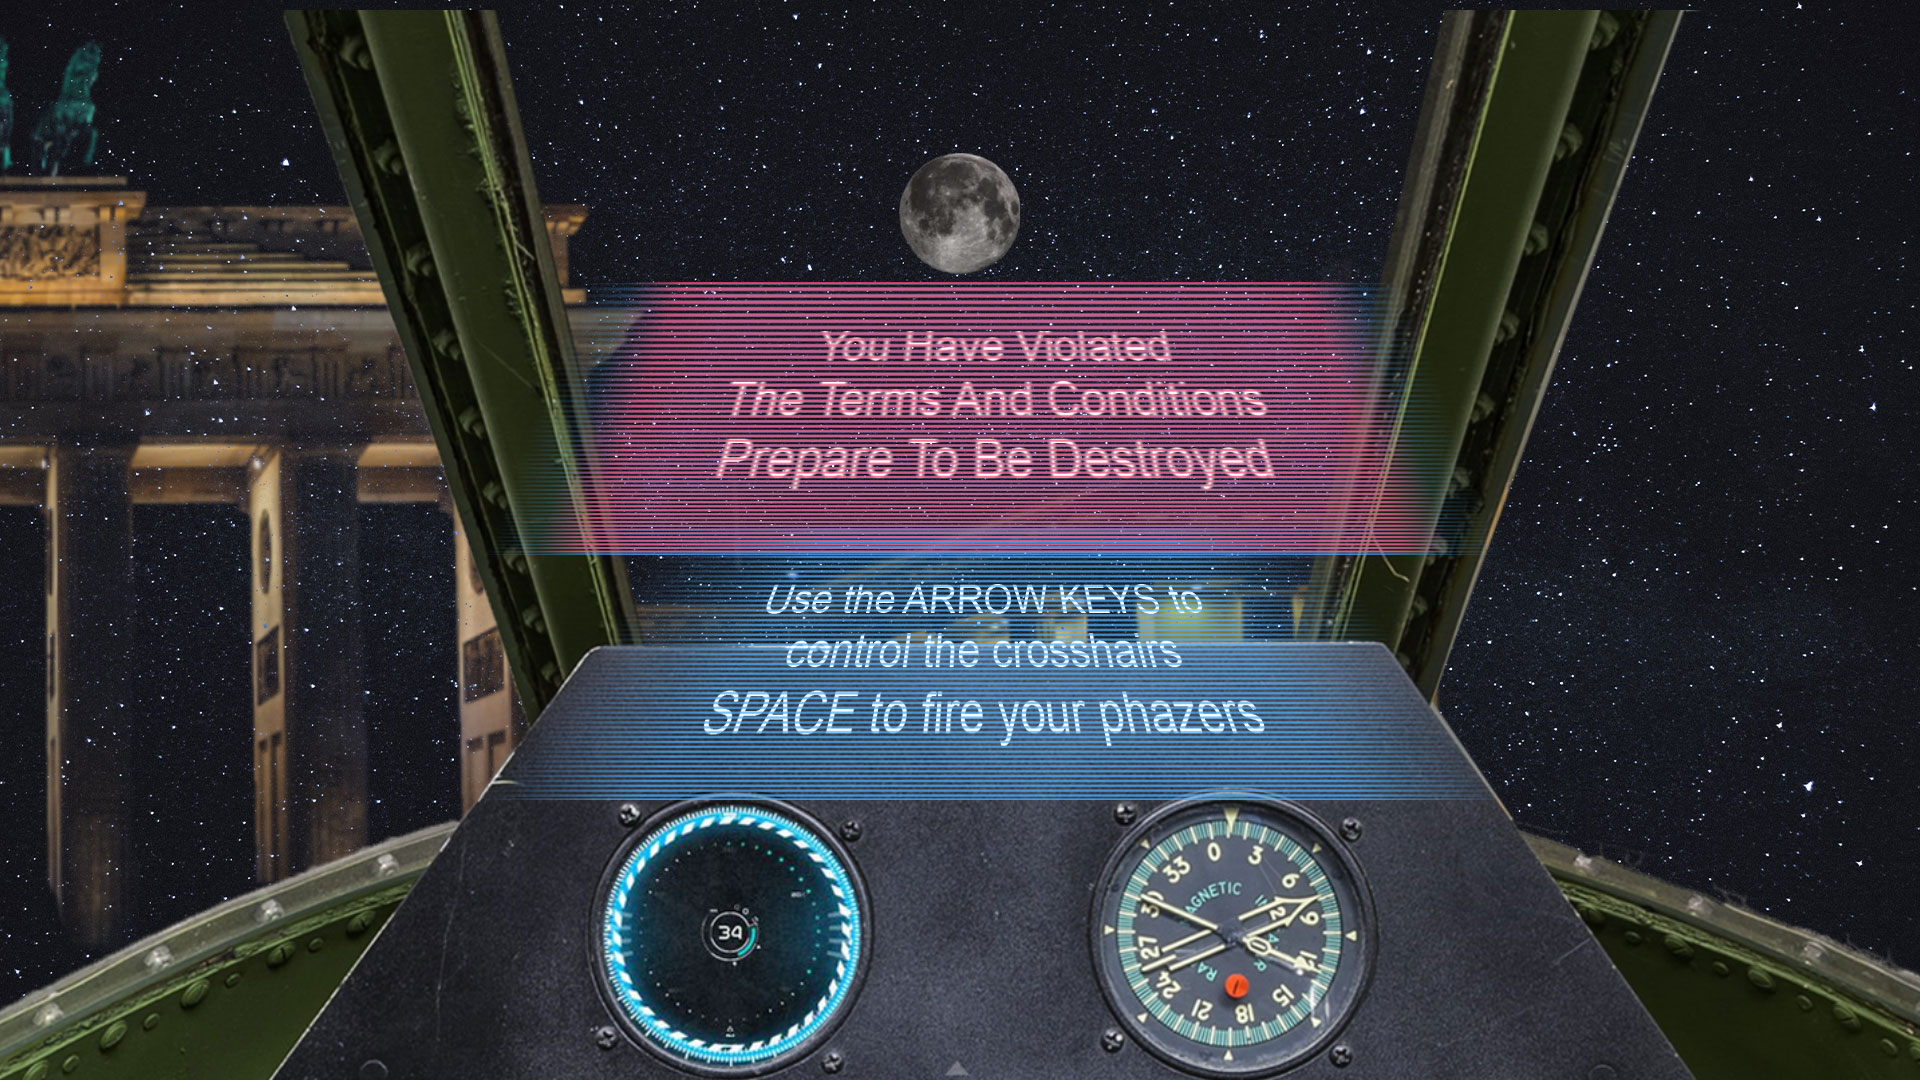 You Have Violated
The Terms And Conditions
Prepare To Be Destroyed
Use the ARROW KEYS to
control the crosshairs
SPACE to fire your phazers
34
0 3 6 9 12 15 18 21 24 27 30 33